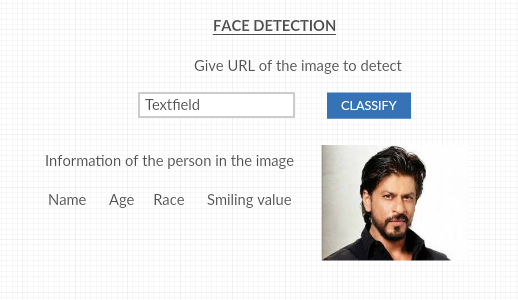 FACE DETECTION
Give URL of the image to detect
Textfield CLASSIFY
Information of the person in the image
Name Age Race Smiling value